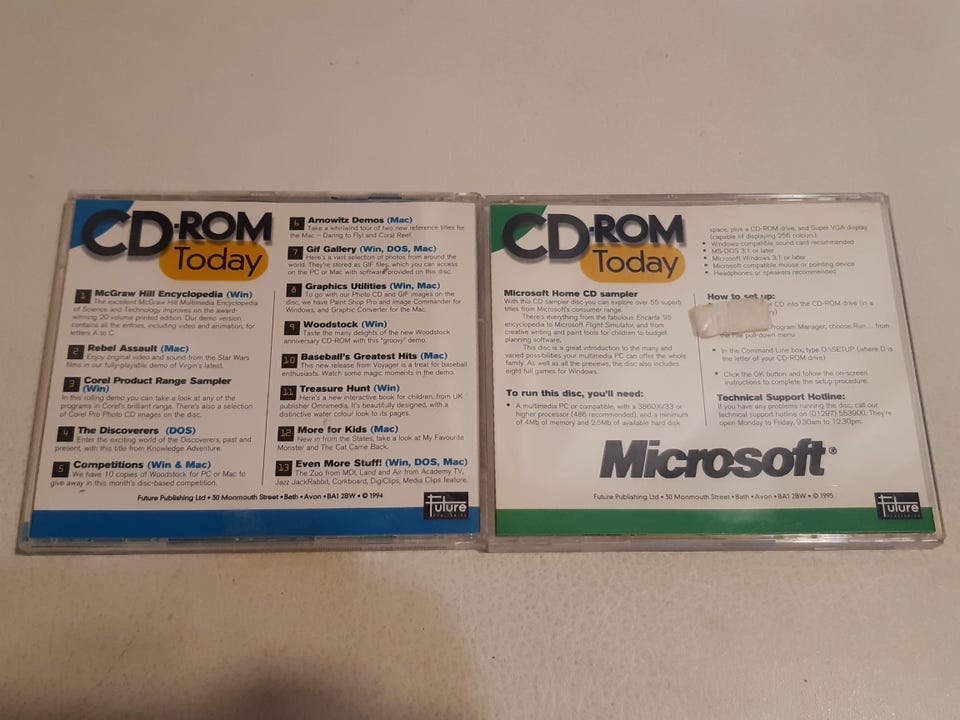 CD-ROM
Today
1 McGraw Hill Encyclopedia (Win)
The excellent McGraw Hill Multimedia Encyclopedia
of Science and Technology improves on the award-
winning 20 volume printed edition. Our demo version
contains all the entries, including video and animation, for
letters A to C.
2 Rebel Assault (Mac)
Enjoy original video and sound from the Star Wars
films in our fully-playable demo of Virgin's latest.
3 Corel Product Range Sampler
(Win)
In this rolling demo you can take a look at any of the
programs in Corel's brilliant range. There's also a selection
of Corel Pro Photo CD images on the disc.
4 The Discoverers (DOS)
Enter the exciting world of the Discoverers, past and
present, with this title from Knowledge Adventure.
5 Competitions (Win & Mac)
We have 10 copies of Woodstock for PC or Mac to
give away in this month's disc-based competition.
6 Arnowitz Demos (Mac)
Take a whirlwind tour of two new reference titles for
the Mac – Daring to Fly! and Coral Reef.
7 Gif Gallery (Win, DOS, Mac)
Here's a vast selection of photos from around the
world. They're stored as GIF files, which you can access
on the PC or Mac with software provided on this disc.
8 Graphics Utilities (Win, Mac)
To go with our Photo CD and GIF images on the
disc, we have Paint Shop Pro and Image Commander for
Windows, and Graphic Converter for the Mac.
9 Woodstock (Win)
Taste the many delights of the new Woodstock
anniversary CD-ROM with this "groovy" demo.
10 Baseball's Greatest Hits (Mac)
This new release from Voyager is a treat for baseball
enthusiasts. Watch some magic moments in the demo.
11 Treasure Hunt (Win)
Here's a new interactive book for children, from UK
publisher Omnimedia. It's beautifully designed, with a
distinctive water colour look to its pages.
12 More for Kids (Mac)
New in from the States, take a look at My Favourite
Monster and The Cat Came Back.
13 Even More Stuff! (Win, DOS, Mac)
The Zoo from MDI, Land and Air from Academy TV,
Jazz JackRabbit, Corkboard, DigiClips, Media Clips feature.
Future Publishing Ltd • 30 Monmouth Street • Bath • Avon • BA1 2BW • © 1994
Future
PUBLISHING
CD-ROM
Today
Microsoft Home CD sampler
With this CD sampler disc you can explore over 55 superb
titles from Microsoft's consumer range.
There's everything from the fabulous Encarta '95
encyclopedia to Microsoft Flight Simulator, and from
creative writing and paint tools for children to budget
planning software.
This disc is a great introduction to the many and
varied possibilities your multimedia PC can offer the whole
family. As well as all the previews, the disc also includes
eight full games for Windows.
To run this disc, you'll need:
• A multimedia PC or compatible, with a 386DX/33 or
higher processor (486 recommended), and a minimum
of 4Mb of memory and 2.5Mb of available hard disk
space, plus a CD-ROM drive, and Super VGA display
(capable of displaying 256 colours)
• Windows-compatible sound card recommended
• MS-DOS 3.1 or later
• Microsoft Windows 3.1 or later
• Microsoft compatible mouse or pointing device
• Headphones or speakers recommended
How to set up:
CD into the CD-ROM drive (in a
Program Manager, choose Run... from
the File pull-down menu
• In the Command Line box, type D:\SETUP (where D is
the letter of your CD-ROM drive)
• Click the OK button and follow the on-screen
instructions to complete the setup procedure.
Technical Support Hotline:
If you have any problems running the disc, call our
technical support hotline on (01297) 553900. They're
open Monday to Friday, 9.30am to 12.30pm.
Microsoft®
Future Publishing Ltd • 30 Monmouth Street • Bath • Avon • BA1 2BW • © 1995
Future
PUBLISHING